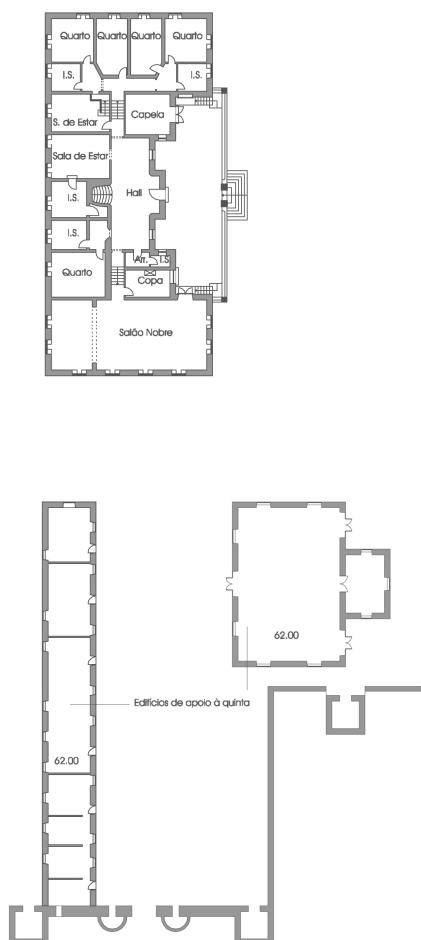 Quarto Quarto Quarto Quarto
I.S. I.S.
S. de Estar Capela
Sala de Estar
I.S. Hall
I.S.
Arr. I.S.
Quarto Copa
Salão Nobre
62.00
Edifícios de apoio à quinta
62.00